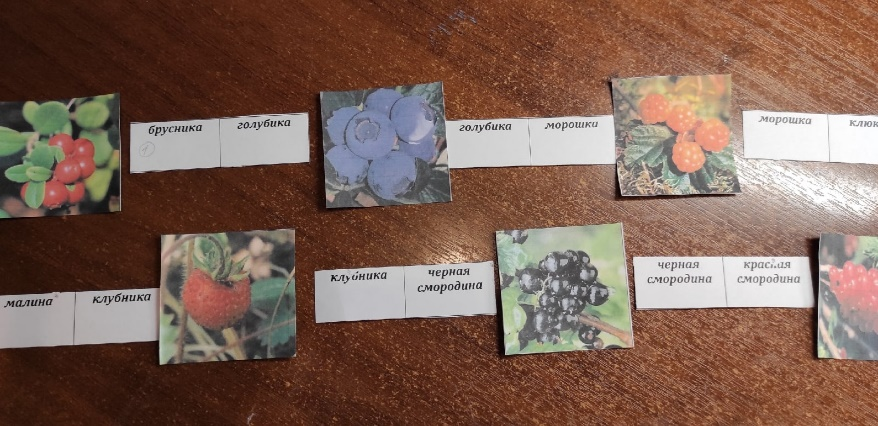 брусника голубика
голубика морошка
морошка
малина клубника
клубника черная смородина
черная смородина красная смородина